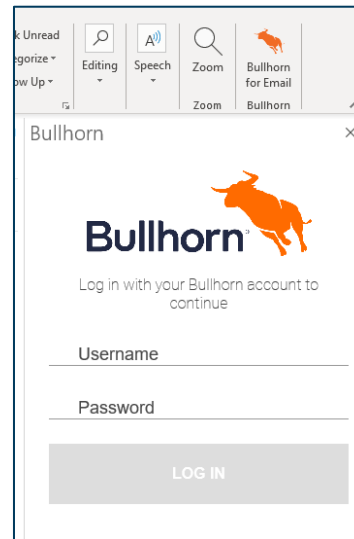 k Unread
egorize
ow Up
Editing
Speech
Zoom
Bullhorn
for Email
Zoom
Bullhorn
Bullhorn
×
Bullhorn
Log in with your Bullhorn account to
continue
Username
Password
LOG IN